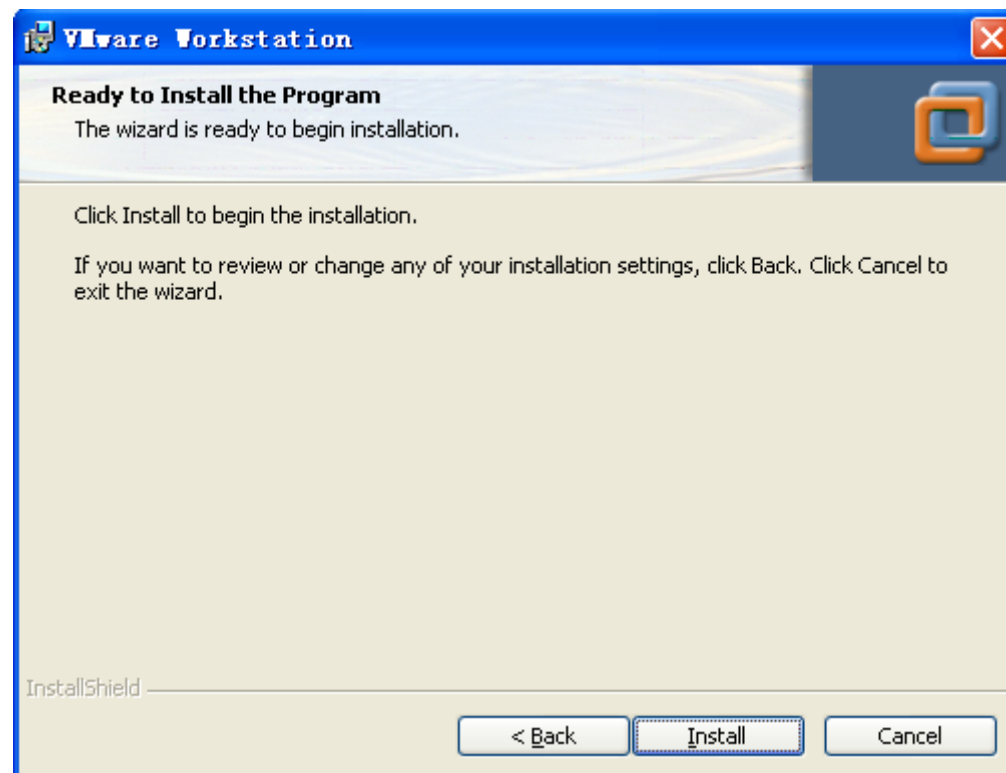 VMware Workstation
Ready to Install the Program
The wizard is ready to begin installation.
Click Install to begin the installation.
If you want to review or change any of your installation settings, click Back. Click Cancel to
exit the wizard.
InstallShield
< Back
Install
Cancel